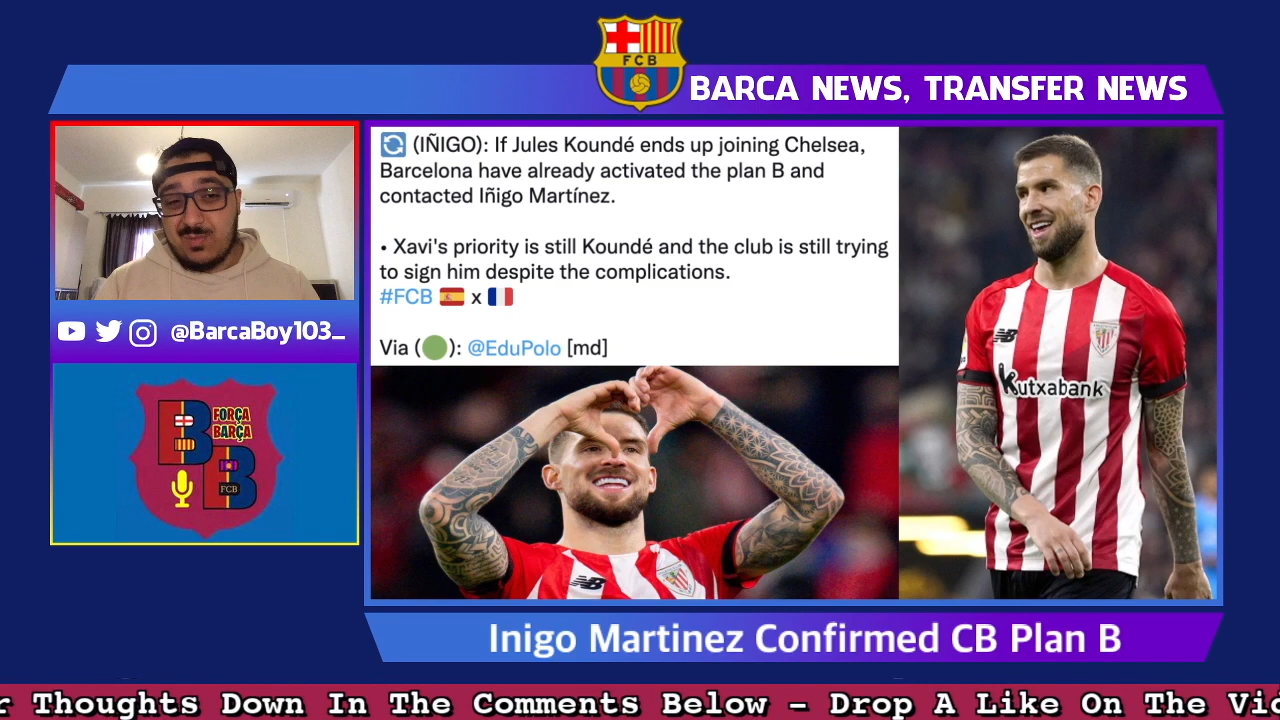 FCB
BARCA NEWS, TRANSFER NEWS
🔄 (IÑIGO): If Jules Koundé ends up joining Chelsea,
Barcelona have already activated the plan B and
contacted Iñigo Martínez.
• Xavi's priority is still Koundé and the club is still trying
to sign him despite the complications.
#FCB 🇪🇸 x 🇫🇷
Via (🟢): @EduPolo [md]
@BarcaBoy103_
B FORÇA
BARÇA
B
FCB
NB
Kutxabank
NB
Inigo Martinez Confirmed CB Plan B
Thoughts Down In The Comments Below – Drop A Like On The